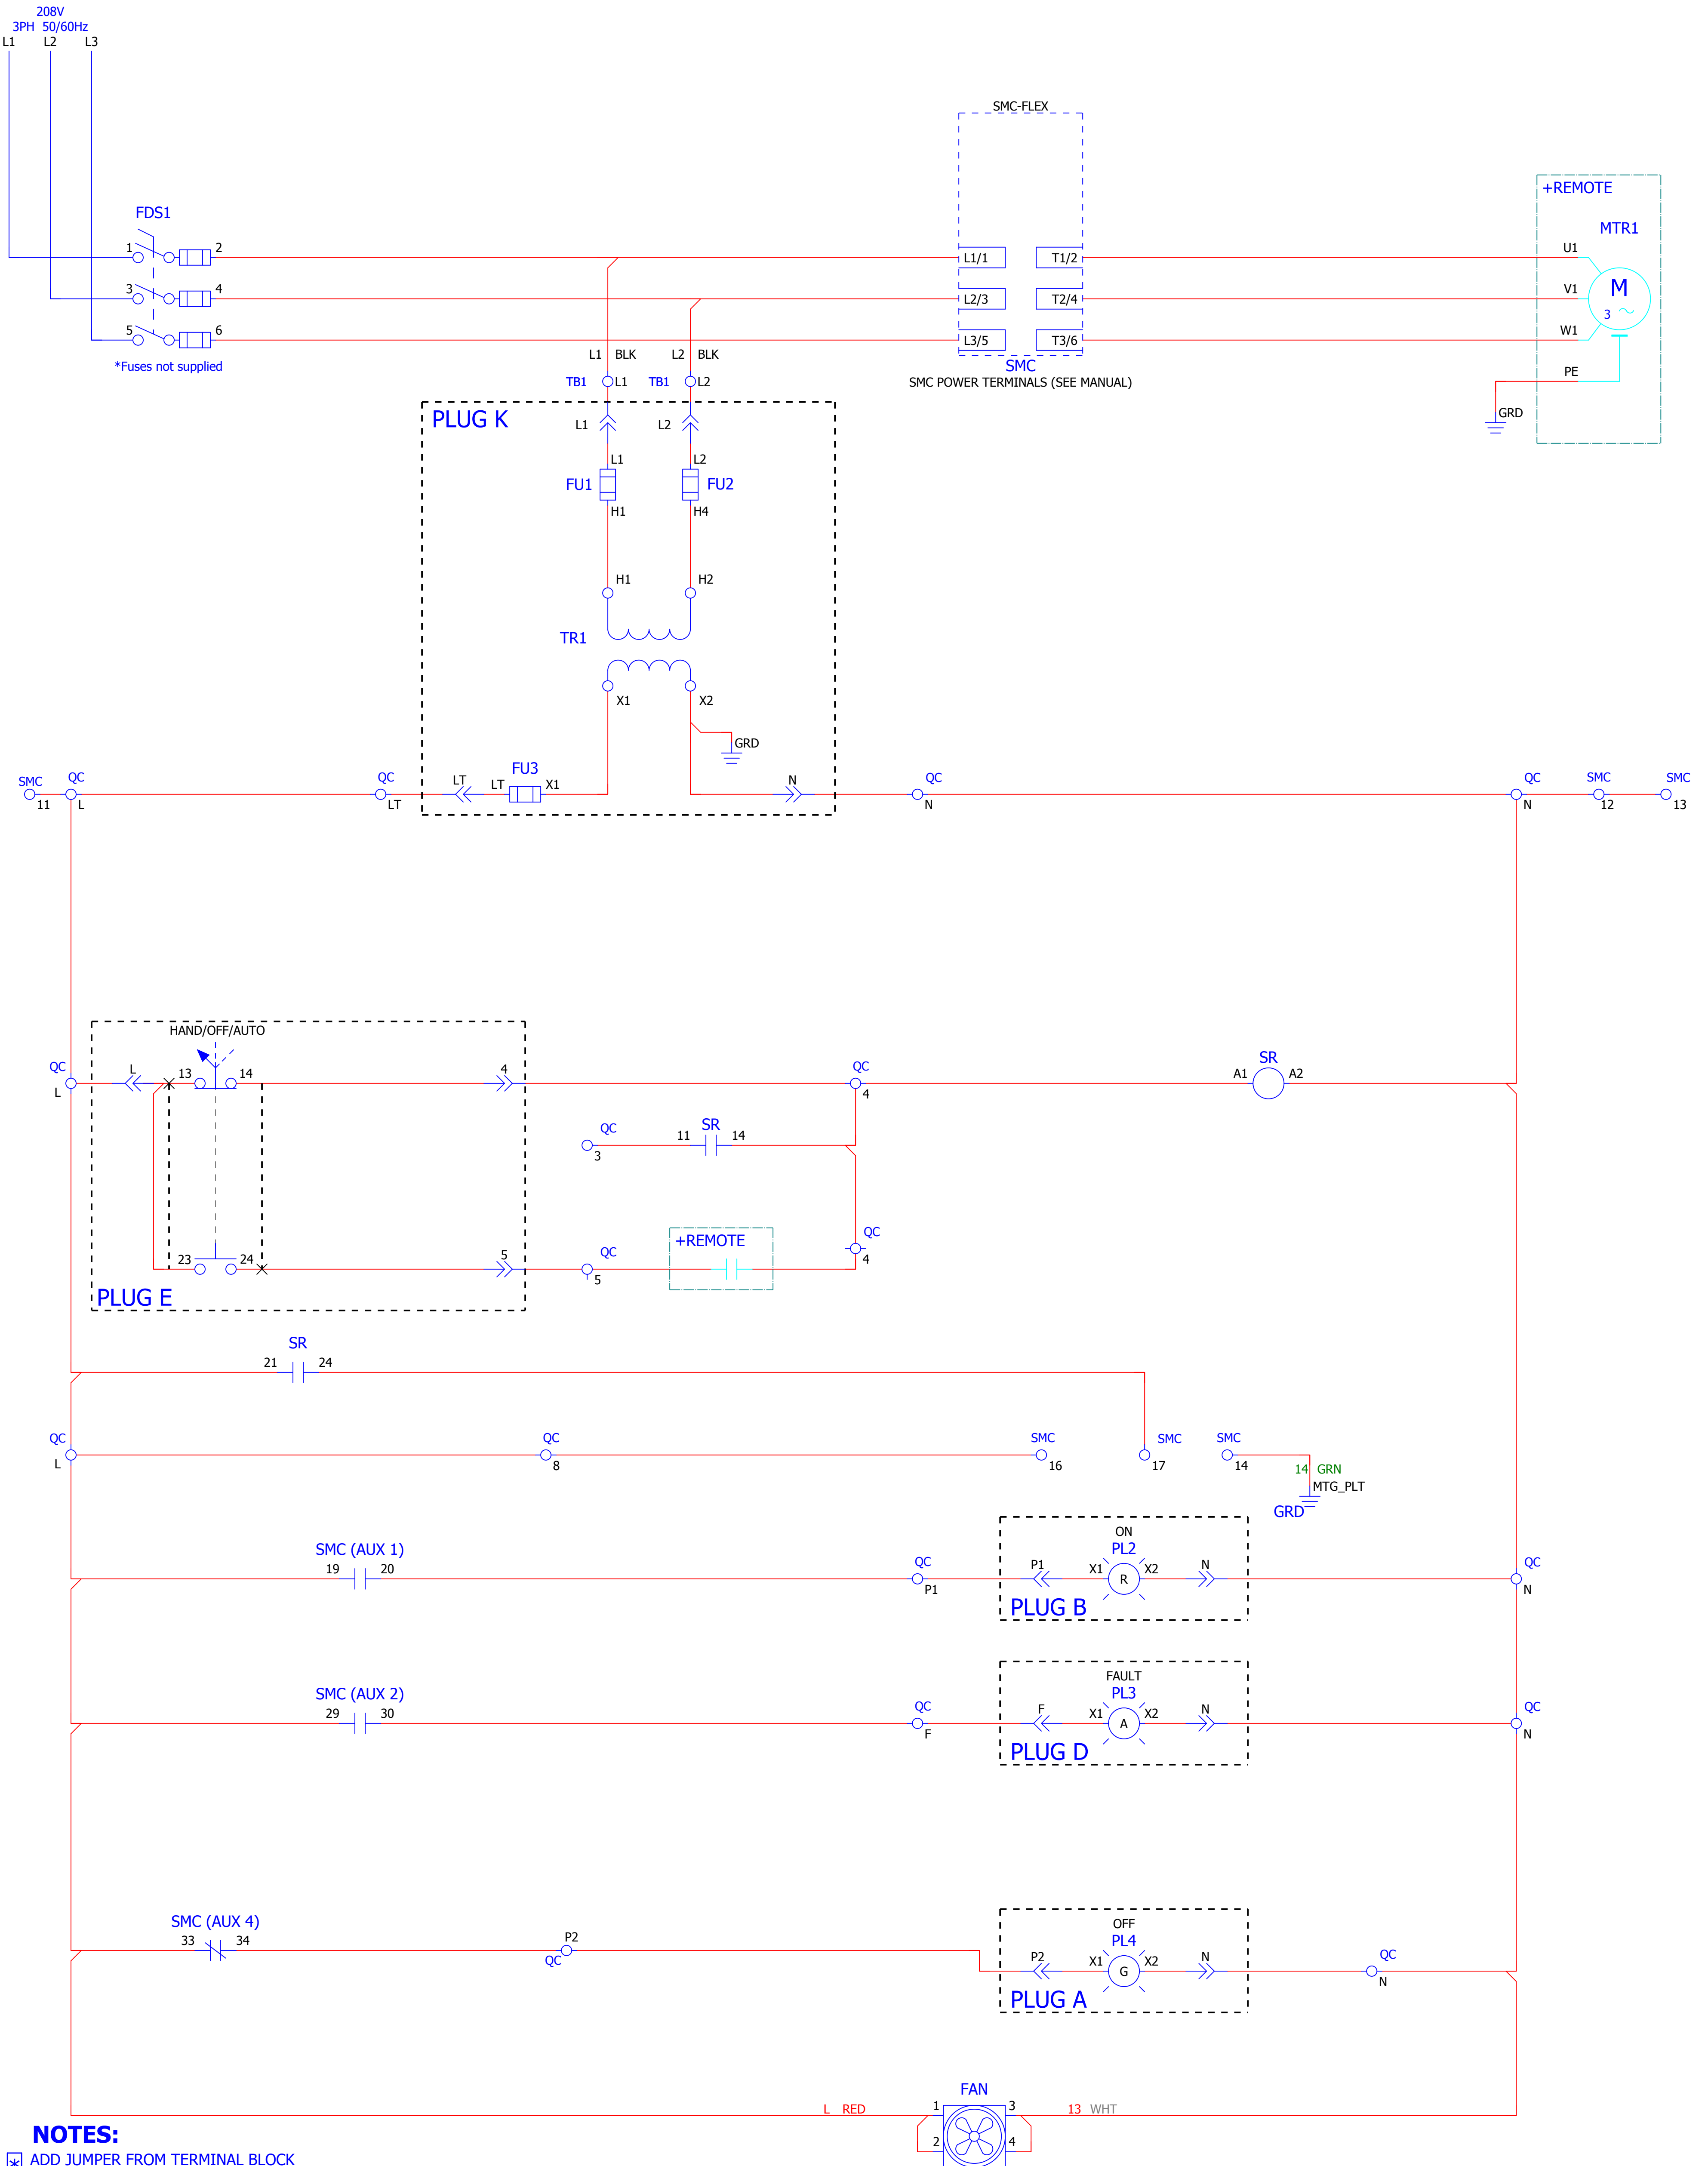 208V
3PH 50/60Hz
L1 L2 L3
SMC-FLEX
+REMOTE
FDS1
MTR1
1 2
L1/1 T1/2
U1
3 4
L2/3 T2/4
V1
M
3
5 6
L3/5 T3/6
W1
*Fuses not supplied
L1 BLK L2 BLK
SMC
PE
TB1 L1 TB1 L2
SMC POWER TERMINALS (SEE MANUAL)
GRD
PLUG K
L1 L2
L1 L2
FU1 FU2
H1 H4
H1 H2
TR1
X1 X2
GRD
FU3
SMC QC QC LT LT X1 N QC QC SMC SMC
11 L LT N N 12 13
HAND/OFF/AUTO
QC L 13 14 4 QC SR
A1 A2
L 4
SR
QC 11 14
3
+REMOTE
QC
4
23 24 5 QC
5
PLUG E
SR
21 24
QC QC SMC SMC SMC
L 8 16 17 14
14 GRN
MTG_PLT
GRD
ON
SMC (AUX 1) PL2
19 20 QC P1 X1 X2 N QC
R
P1 N
PLUG B
FAULT
SMC (AUX 2) PL3
29 30 QC F X1 X2 N QC
A
F N
PLUG D
OFF
SMC (AUX 4) PL4
33 34 P2
QC
P2 X1 X2 N QC
G
N
PLUG A
FAN
L RED 1 3 13 WHT
2 4
NOTES:
* ADD JUMPER FROM TERMINAL BLOCK